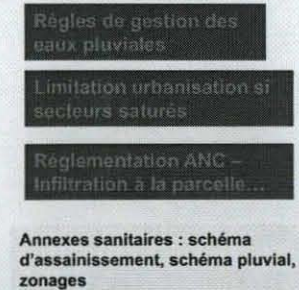 Règles de gestion des
eaux pluviales
Limitation urbanisation si
secteurs saturés
Réglementation ANC –
Infiltration à la parcelle...
Annexes sanitaires : schéma
d'assainissement, schéma pluvial,
zonages